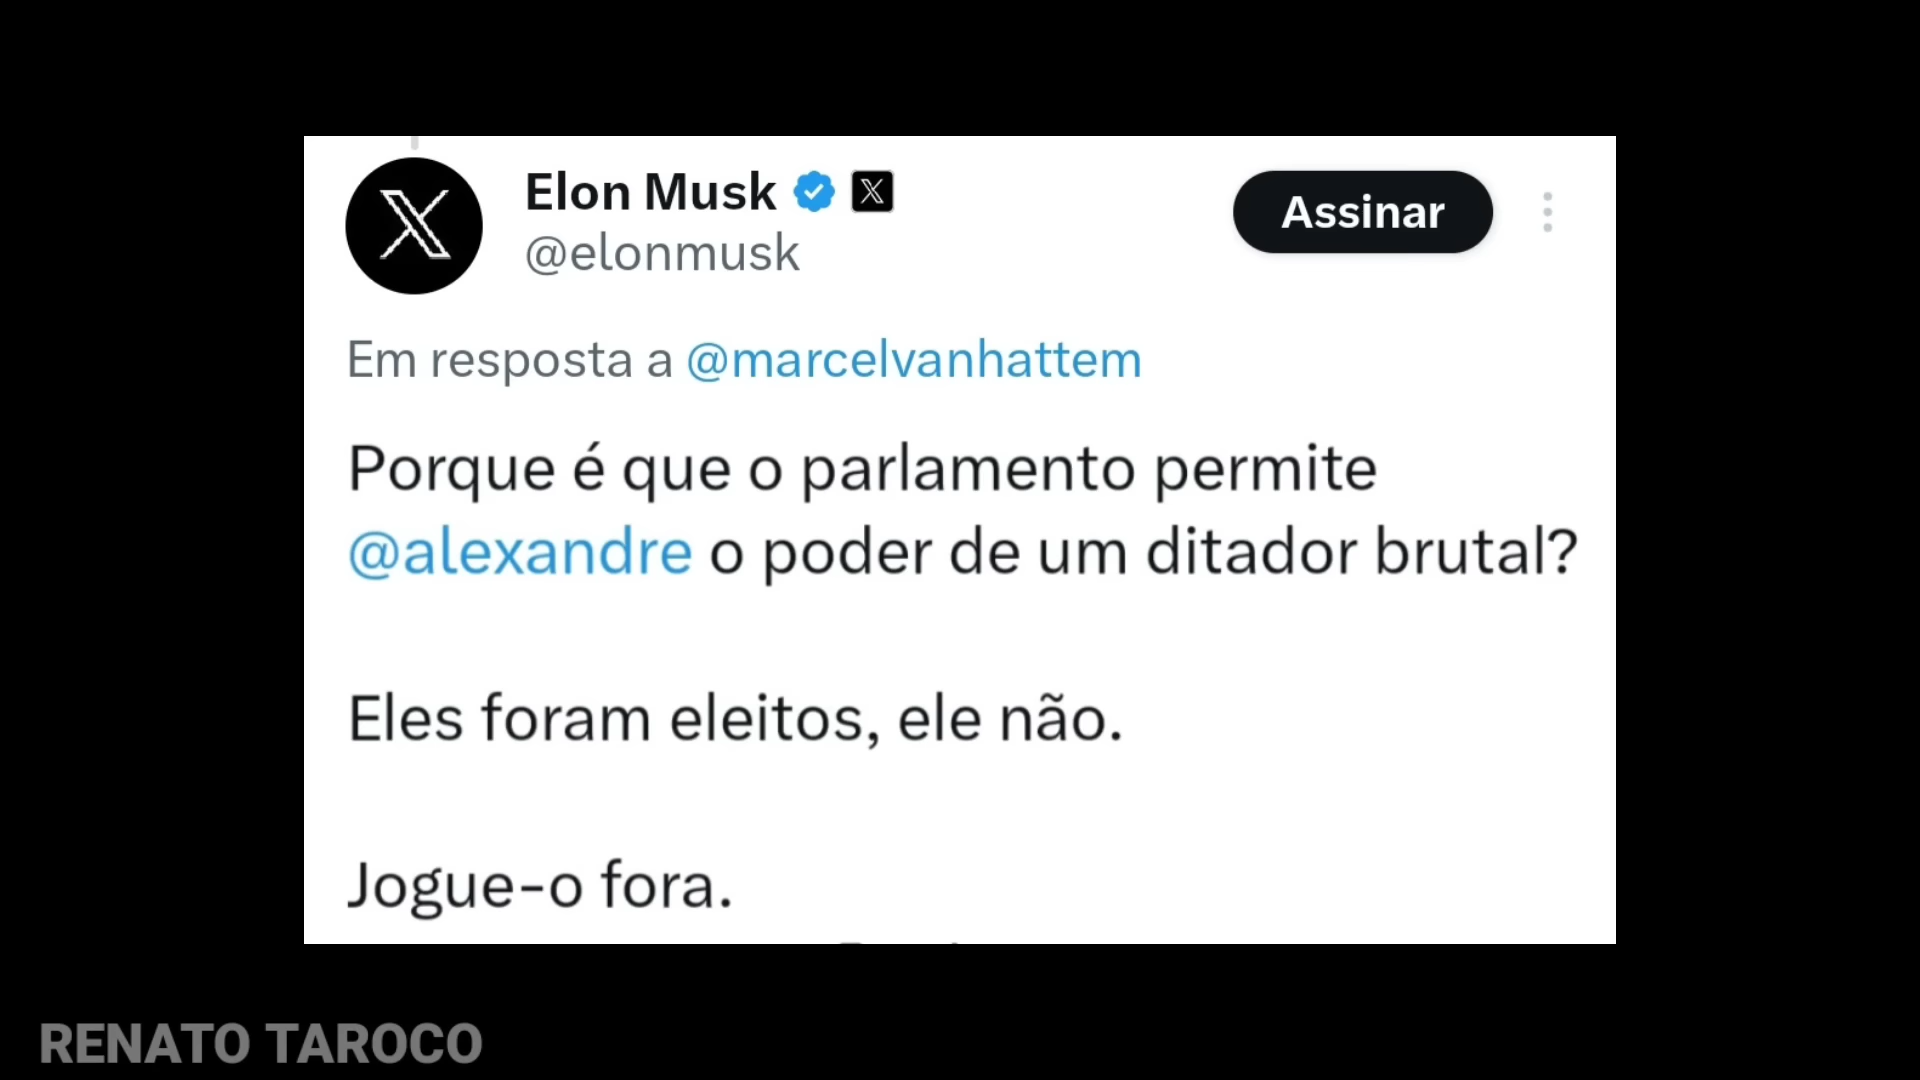 Elon Musk
@elonmusk
Assinar
Em resposta a @marcelvanhattem
Porque é que o parlamento permite
@alexandre o poder de um ditador brutal?
Eles foram eleitos, ele não.
Jogue-o fora.
RENATO TAROCO